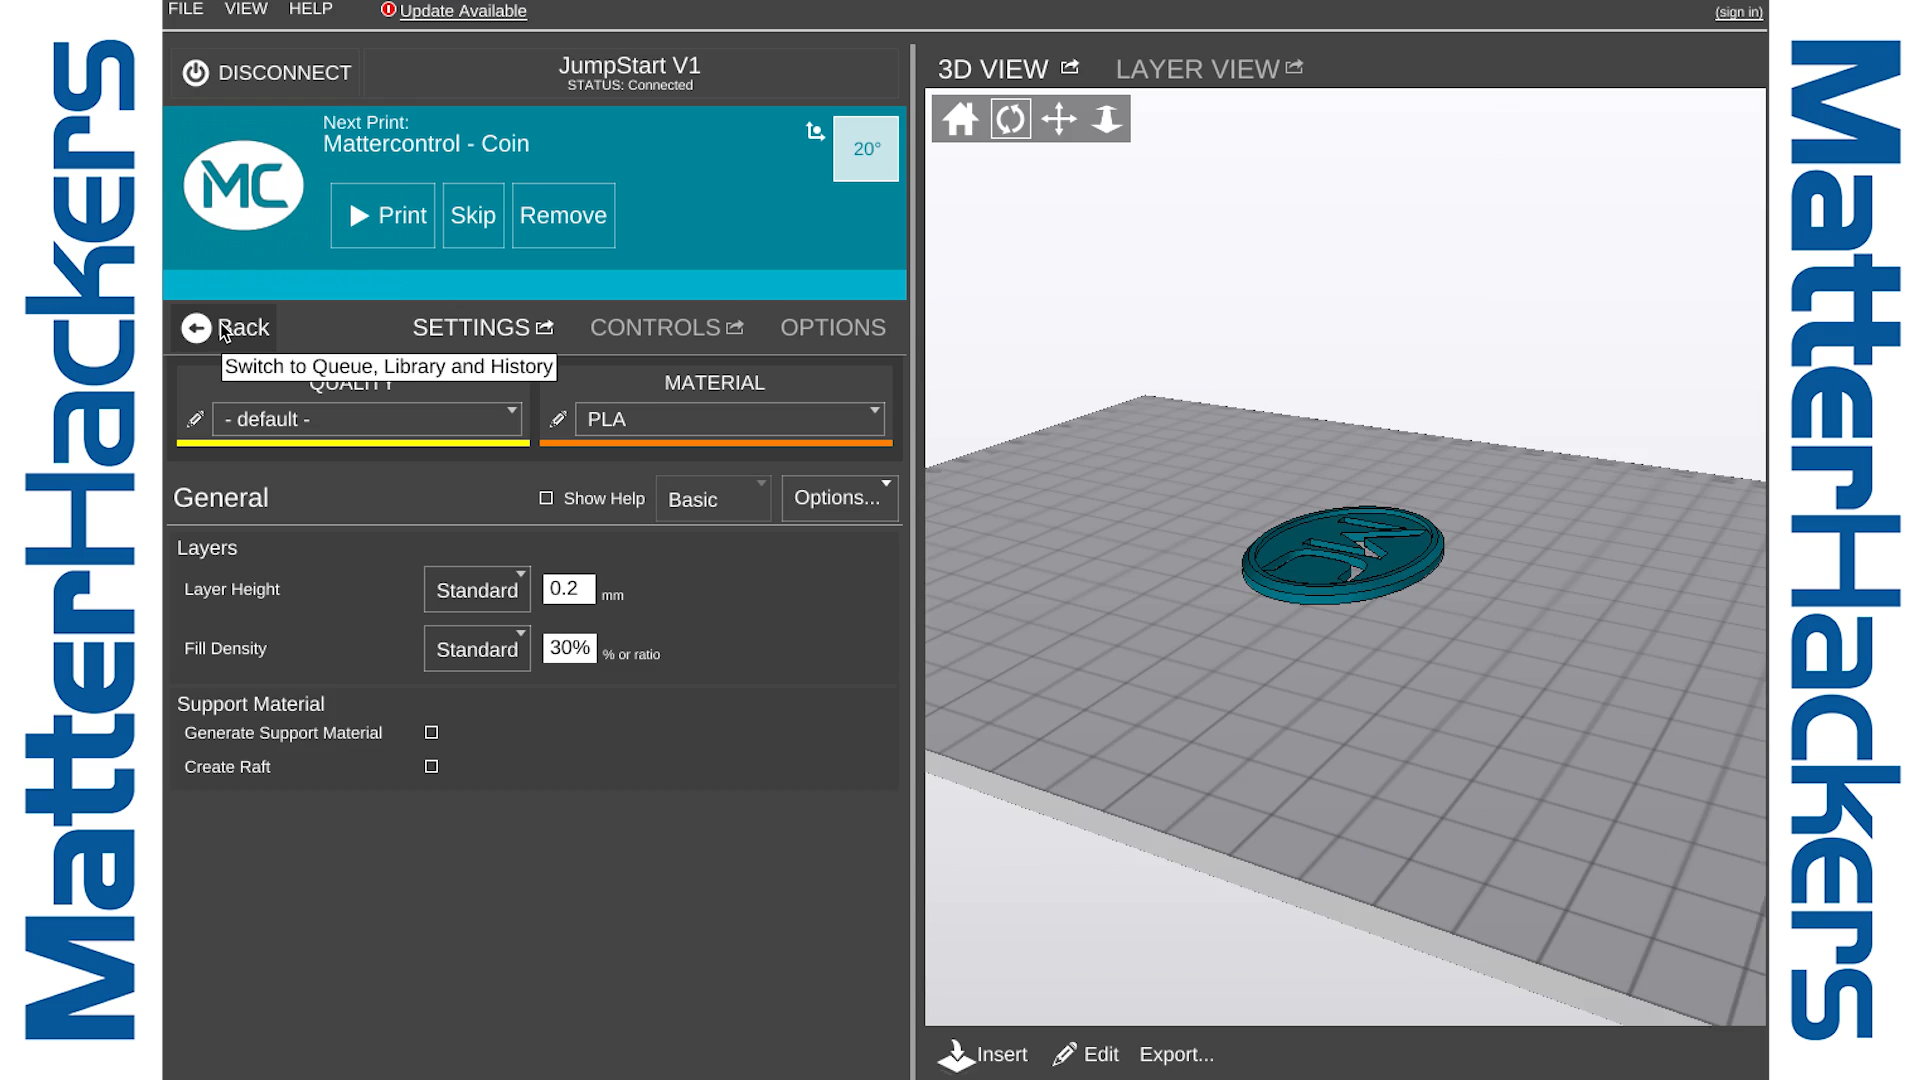 MatterHackers
FILE VIEW HELP Update Available (sign in)
DISCONNECT
JumpStart V1
STATUS: Connected
3D VIEW LAYER VIEW
Next Print:
Mattercontrol - Coin
MC
20°
Print Skip Remove
Back SETTINGS CONTROLS OPTIONS
Switch to Queue, Library and History
QUALITY MATERIAL
- default - PLA
General Show Help Basic Options...
Layers
Layer Height Standard 0.2 mm
Fill Density Standard 30% % or ratio
Support Material
Generate Support Material
Create Raft
MC
Insert Edit Export...
MatterHackers